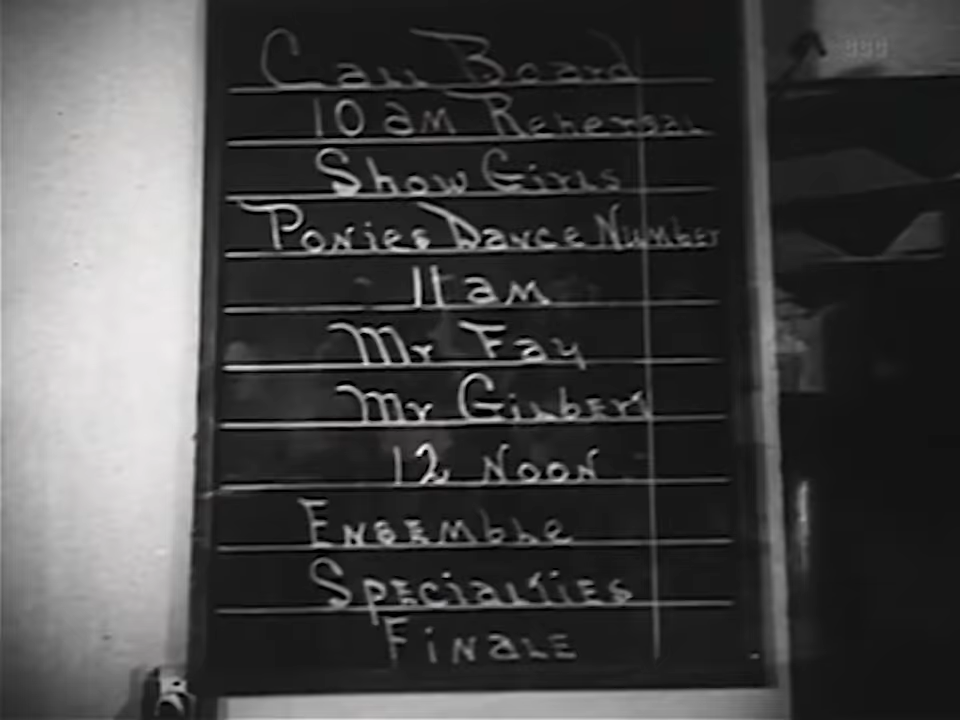 Call Board
10 am Rehersal
Show Girls
Ponies Dance Number
11 am
Mr Fay
Mr Gilbert
12 Noon
Ensemble
Specialties
Finale